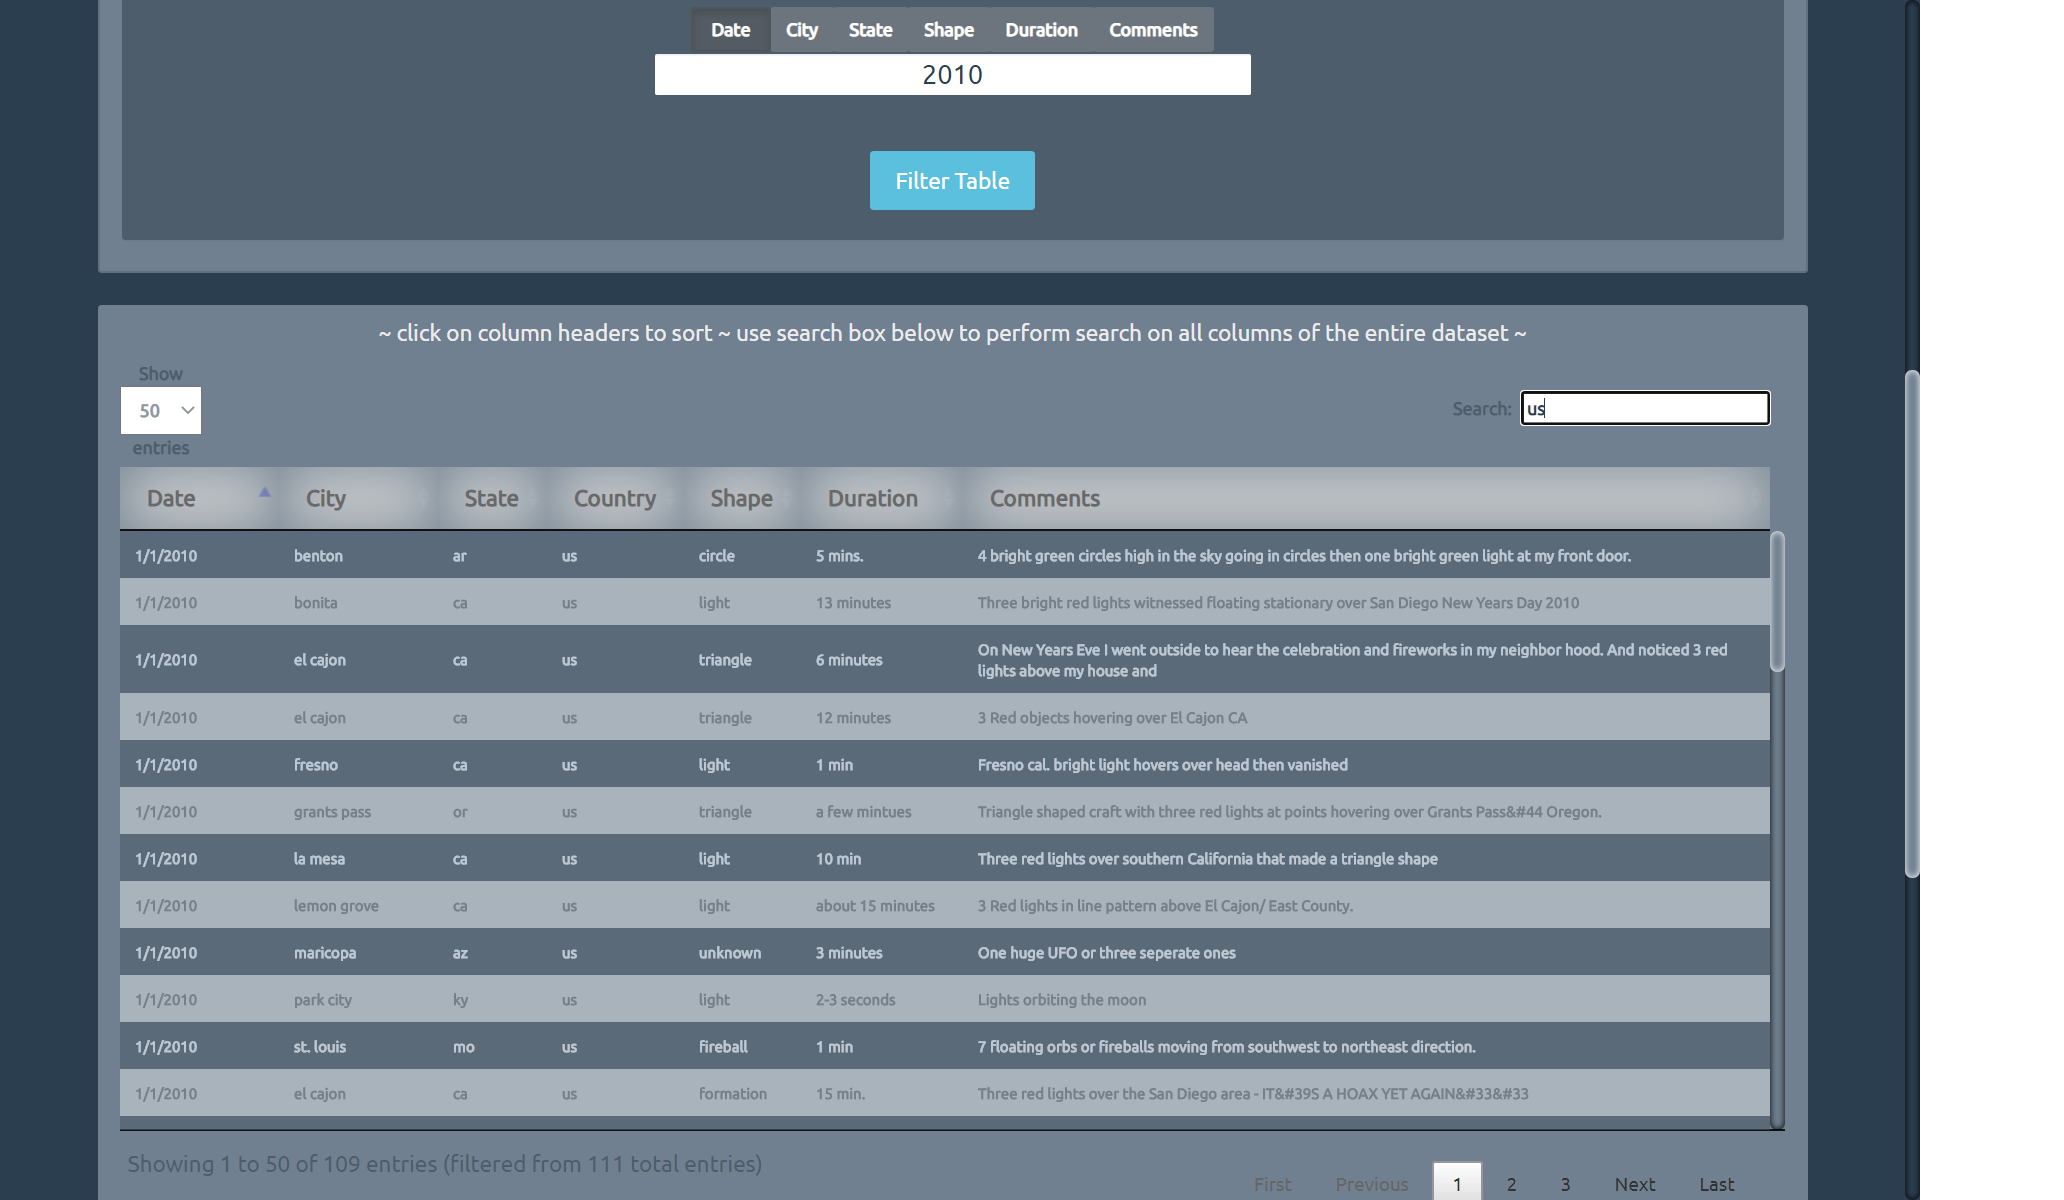 Date City State Shape Duration Comments
2010
Filter Table
~ click on column headers to sort ~ use search box below to perform search on all columns of the entire dataset ~
Show
50
entries
Search: us
Date City State Country Shape Duration Comments
1/1/2010 benton ar us circle 5 mins. 4 bright green circles high in the sky going in circles then one bright green light at my front door.
1/1/2010 bonita ca us light 13 minutes Three bright red lights witnessed floating stationary over San Diego New Years Day 2010
1/1/2010 el cajon ca us triangle 6 minutes On New Years Eve I went outside to hear the celebration and fireworks in my neighbor hood. And noticed 3 red
lights above my house and
1/1/2010 el cajon ca us triangle 12 minutes 3 Red objects hovering over El Cajon CA
1/1/2010 fresno ca us light 1 min Fresno cal. bright light hovers over head then vanished
1/1/2010 grants pass or us triangle a few mintues Triangle shaped craft with three red lights at points hovering over Grants Pass&#44 Oregon.
1/1/2010 la mesa ca us light 10 min Three red lights over southern California that made a triangle shape
1/1/2010 lemon grove ca us light about 15 minutes 3 Red lights in line pattern above El Cajon/ East County.
1/1/2010 maricopa az us unknown 3 minutes One huge UFO or three seperate ones
1/1/2010 park city ky us light 2-3 seconds Lights orbiting the moon
1/1/2010 st. louis mo us fireball 1 min 7 floating orbs or fireballs moving from southwest to northeast direction.
1/1/2010 el cajon ca us formation 15 min. Three red lights over the San Diego area - IT&#39S A HOAX YET AGAIN&#33&#33
Showing 1 to 50 of 109 entries (filtered from 111 total entries)
First Previous 1 2 3 Next Last